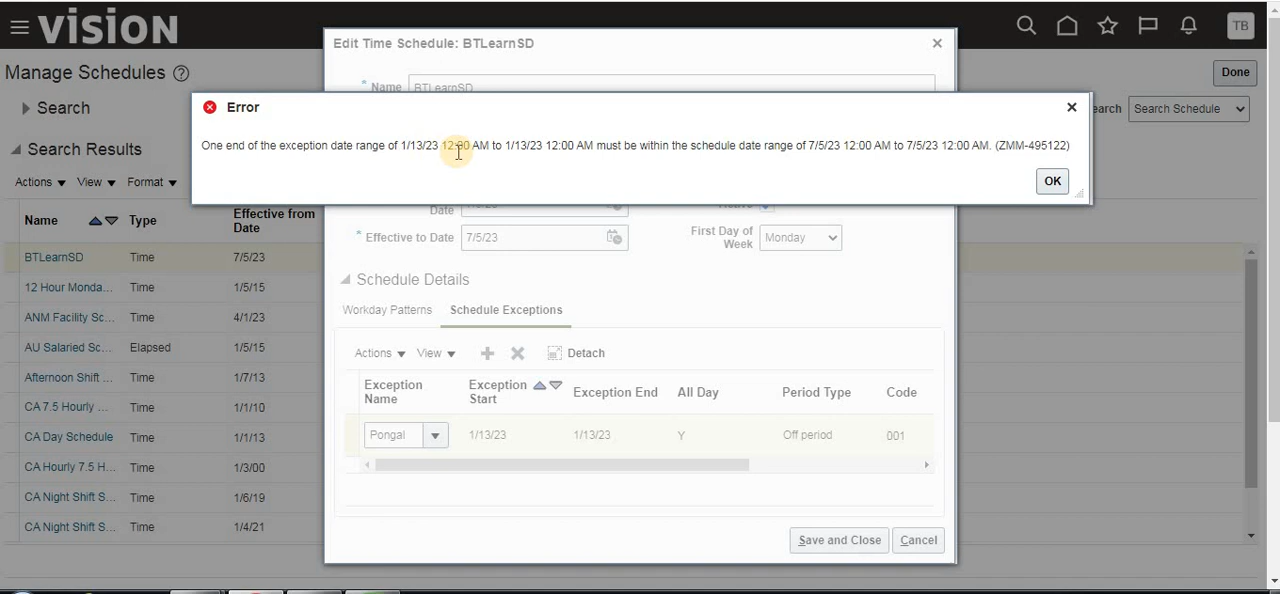 VISION
TB
Manage Schedules
Done
Edit Time Schedule: BTLearnSD
* Name BTLearnSD
Search
earch Search Schedule
Error
One end of the exception date range of 1/13/23 12:00 AM to 1/13/23 12:00 AM must be within the schedule date range of 7/5/23 12:00 AM to 7/5/23 12:00 AM. (ZMM-495122)
OK
Search Results
Actions View Format
Name Type Effective from Date
BTLearnSD Time 7/5/23
12 Hour Monda... Time 1/5/15
ANM Facility Sc... Time 4/1/23
AU Salaried Sc... Elapsed 1/5/15
Afternoon Shift ... Time 1/7/13
CA 7.5 Hourly ... Time 1/1/10
CA Day Schedule Time 1/1/13
CA Hourly 7.5 H... Time 1/3/00
CA Night Shift S... Time 1/6/19
CA Night Shift S... Time 1/4/21
Date
* Effective to Date 7/5/23
First Day of Week Monday
Schedule Details
Workday Patterns Schedule Exceptions
Actions View Detach
Exception Name Exception Start Exception End All Day Period Type Code
Pongal 1/13/23 1/13/23 Y Off period 001
Save and Close Cancel